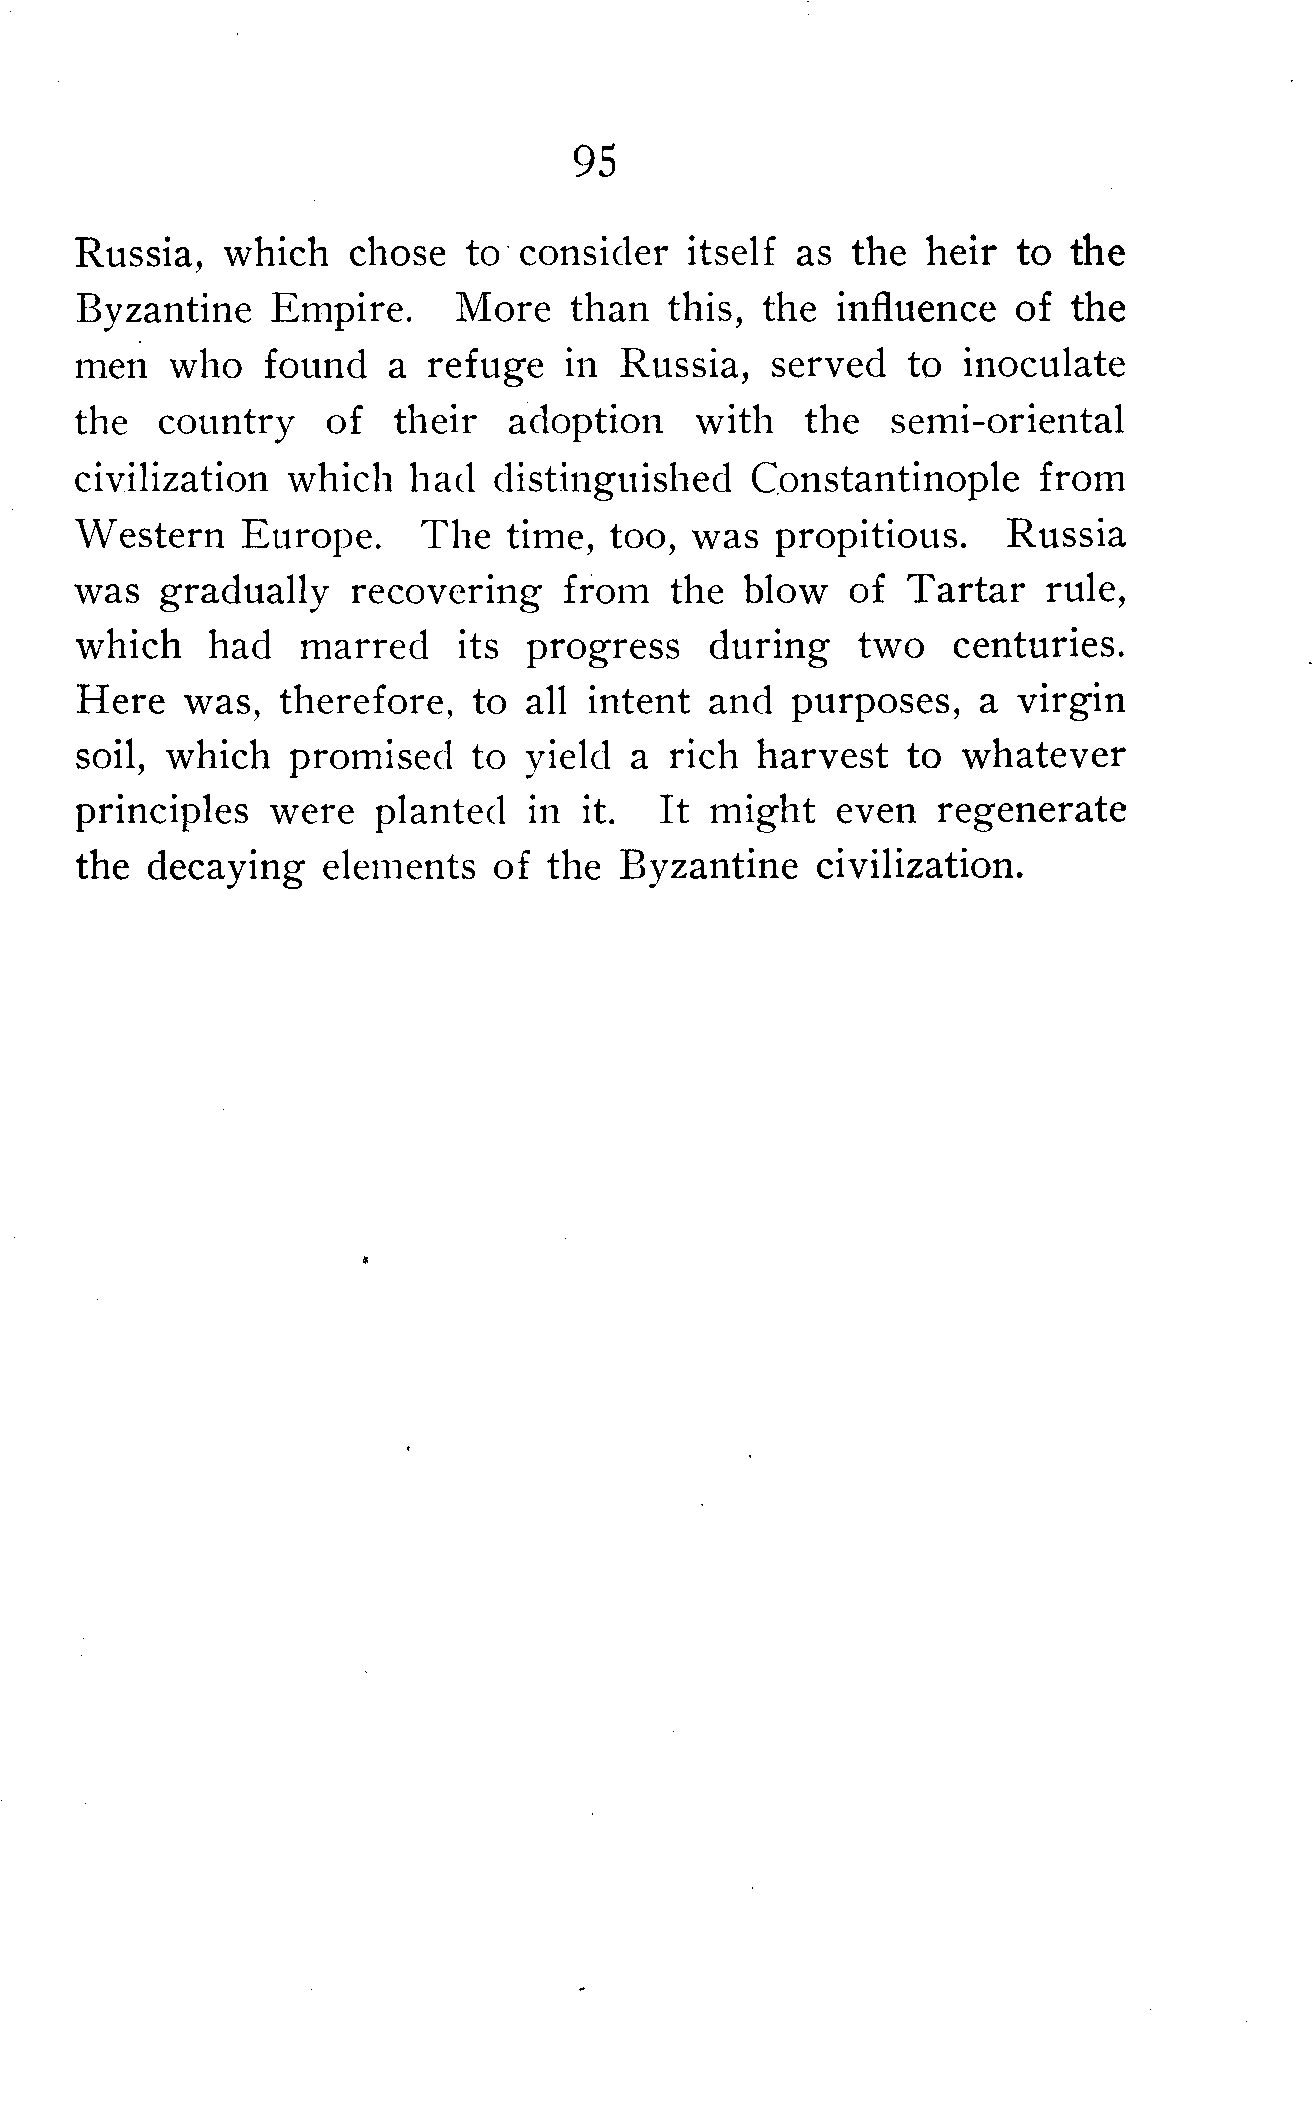 95
Russia, which chose to consider itself as the heir to the
Byzantine Empire. More than this, the influence of the
men who found a refuge in Russia, served to inoculate
the country of their adoption with the semi-oriental
civilization which had distinguished Constantinople from
Western Europe. The time, too, was propitious. Russia
was gradually recovering from the blow of Tartar rule,
which had marred its progress during two centuries.
Here was, therefore, to all intent and purposes, a virgin
soil, which promised to yield a rich harvest to whatever
principles were planted in it. It might even regenerate
the decaying elements of the Byzantine civilization.